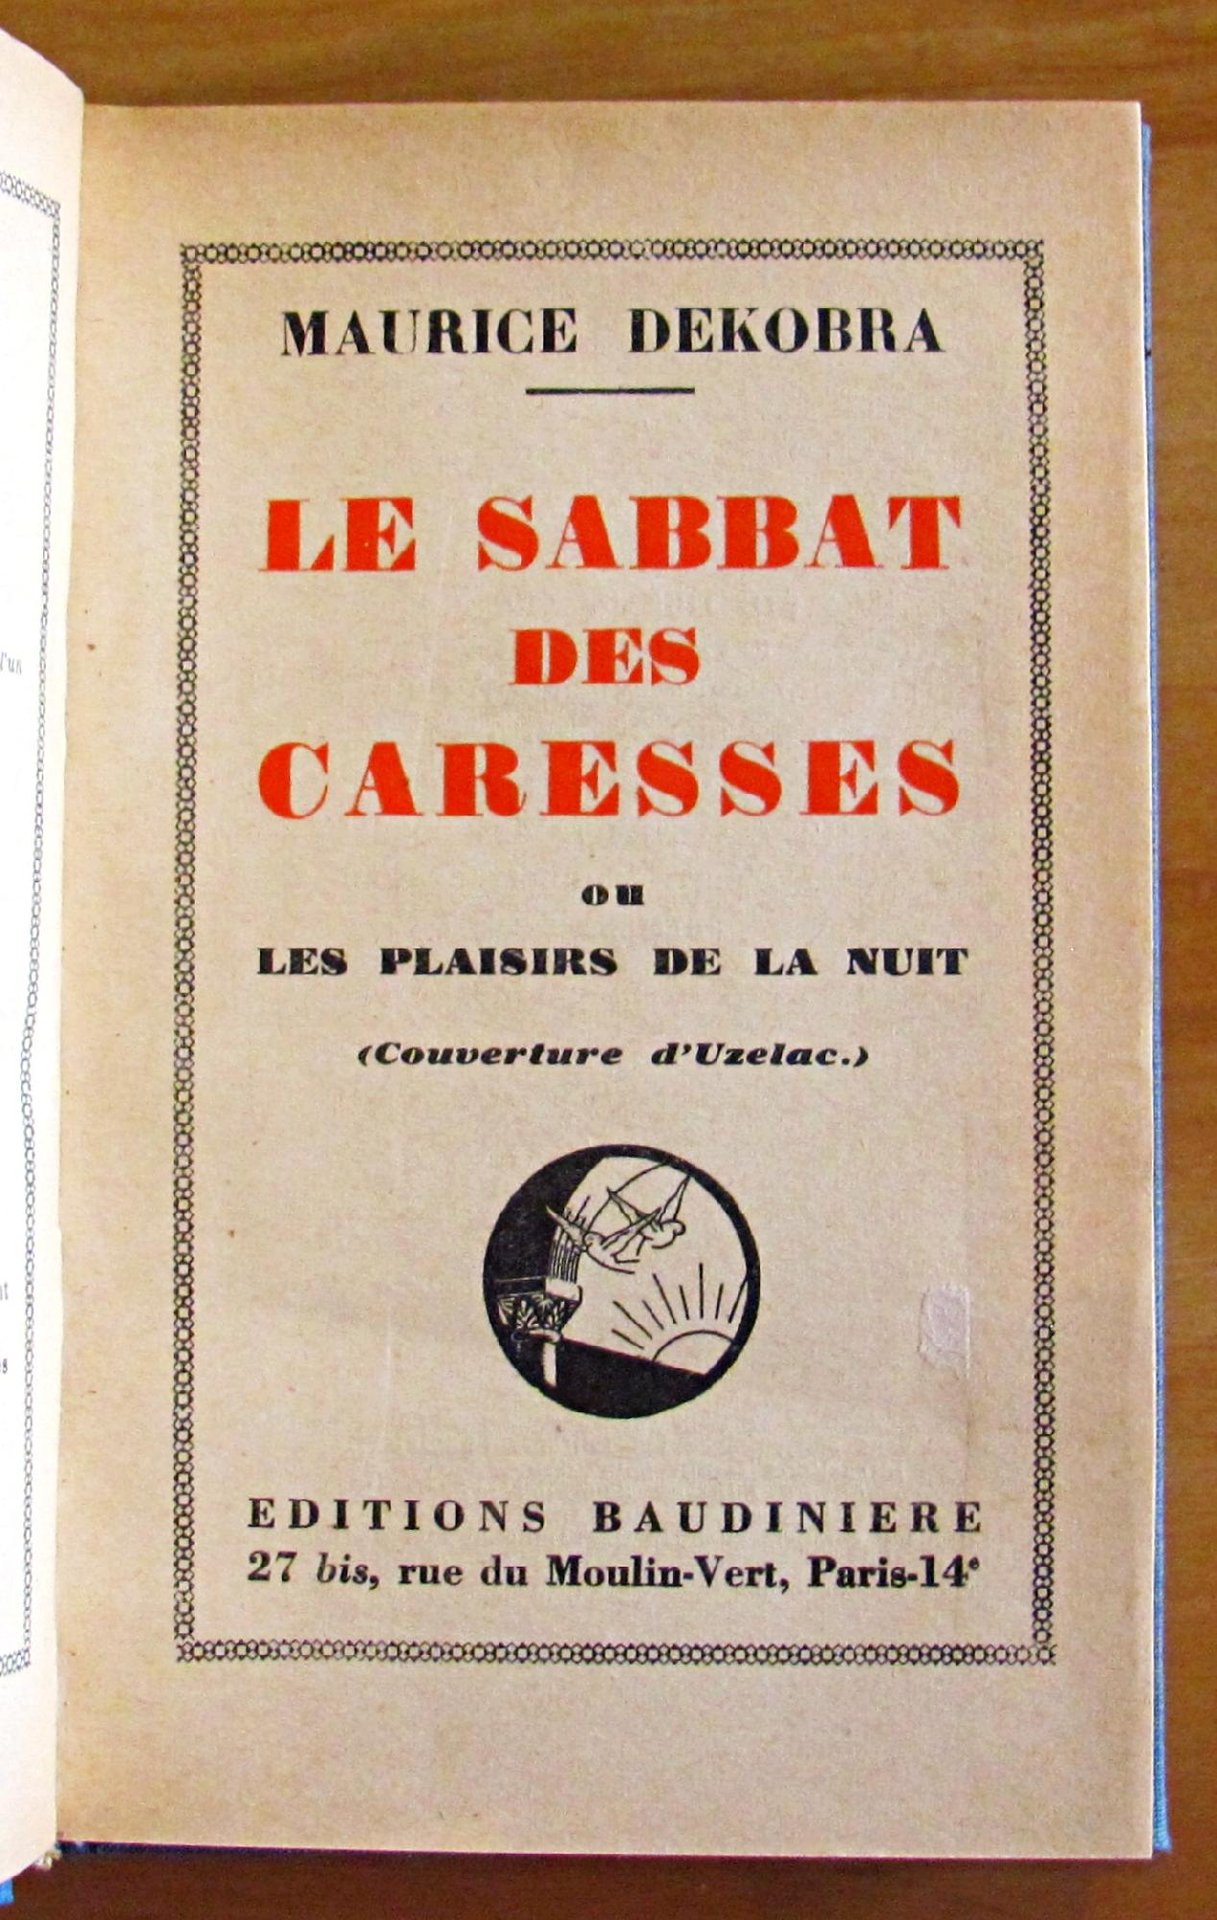 MAURICE DEKOBRA
LE SABBAT
DES
CARESSES
ou
LES PLAISIRS DE LA NUIT
(Couverture d'Uzelac.)
EDITIONS BAUDINIERE
27 bis, rue du Moulin-Vert, Paris-14e
l'un